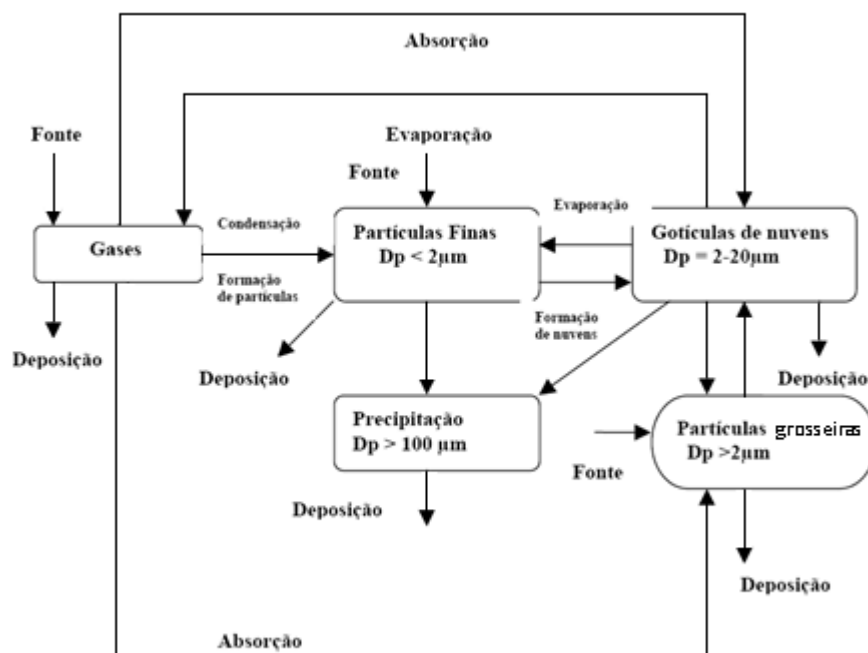 Absorção
Fonte
Evaporação
Fonte
Gases
Condensação
Formação
de partículas
Partículas Finas
Dp < 2µm
Evaporação
Gotículas de nuvens
Dp = 2-20µm
Formação
de nuvens
Deposição
Deposição
Deposição
Precipitação
Dp > 100 µm
Partículas grosseiras
Dp >2µm
Fonte
Deposição
Deposição
Absorção